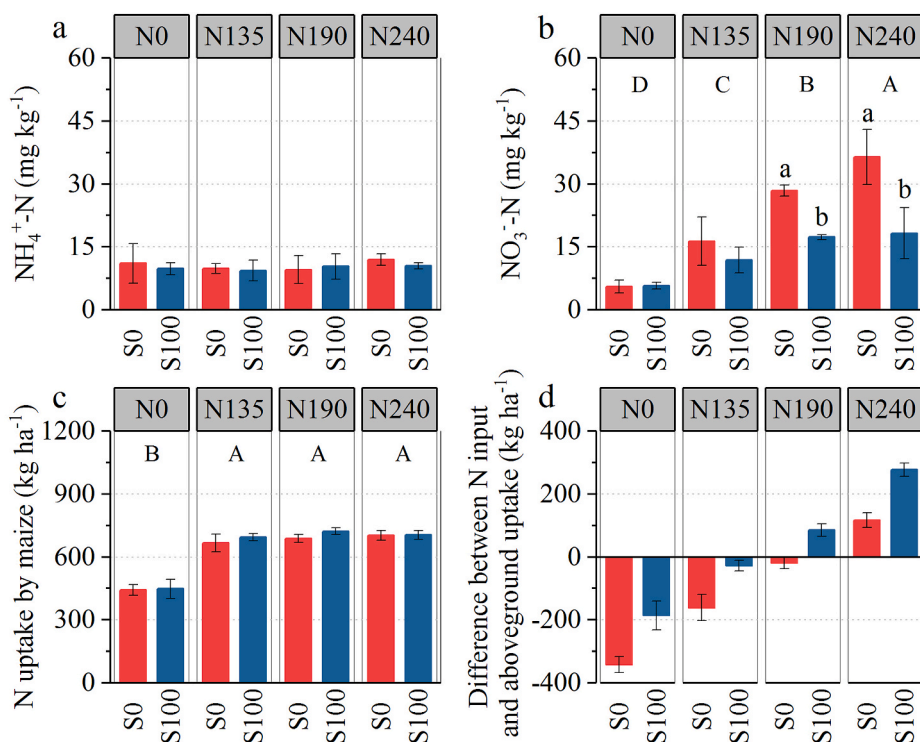 a
N0 N135 N190 N240
NH₄⁺-N (mg kg⁻¹)
60
45
30
15
0
S0 S100 S0 S100 S0 S100 S0 S100
b
N0 N135 N190 N240
NO₃⁻-N (mg kg⁻¹)
60
45
30
15
0
D C B A
a
b
a
b
S0 S100 S0 S100 S0 S100 S0 S100
c
N0 N135 N190 N240
N uptake by maize (kg ha⁻¹)
1200
900
600
300
0
B A A A
S0 S100 S0 S100 S0 S100 S0 S100
d
N0 N135 N190 N240
Difference between N input
and aboveground uptake (kg ha⁻¹)
400
200
0
-200
-400
S0 S100 S0 S100 S0 S100 S0 S100